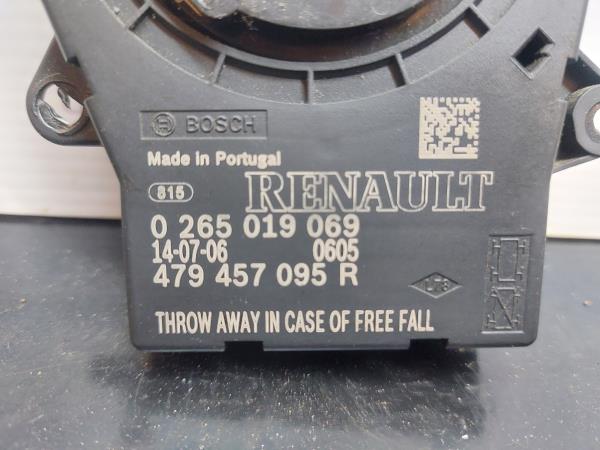 BOSCH
Made in Portugal
815
RENAULT
0 265 019 069
14-07-06 0605
479 457 095 R
THROW AWAY IN CASE OF FREE FALL